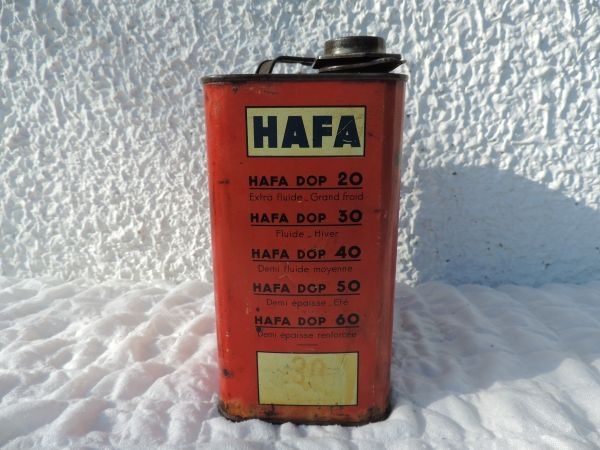 HAFA
HAFA DOP 20
Extra fluide_Grand froid
HAFA DOP 30
Fluide_Hiver
HAFA DOP 40
Demi fluide moyenne
HAFA DOP 50
Demi épaisse_Eté
HAFA DOP 60
Demi épaisse renforcée
30